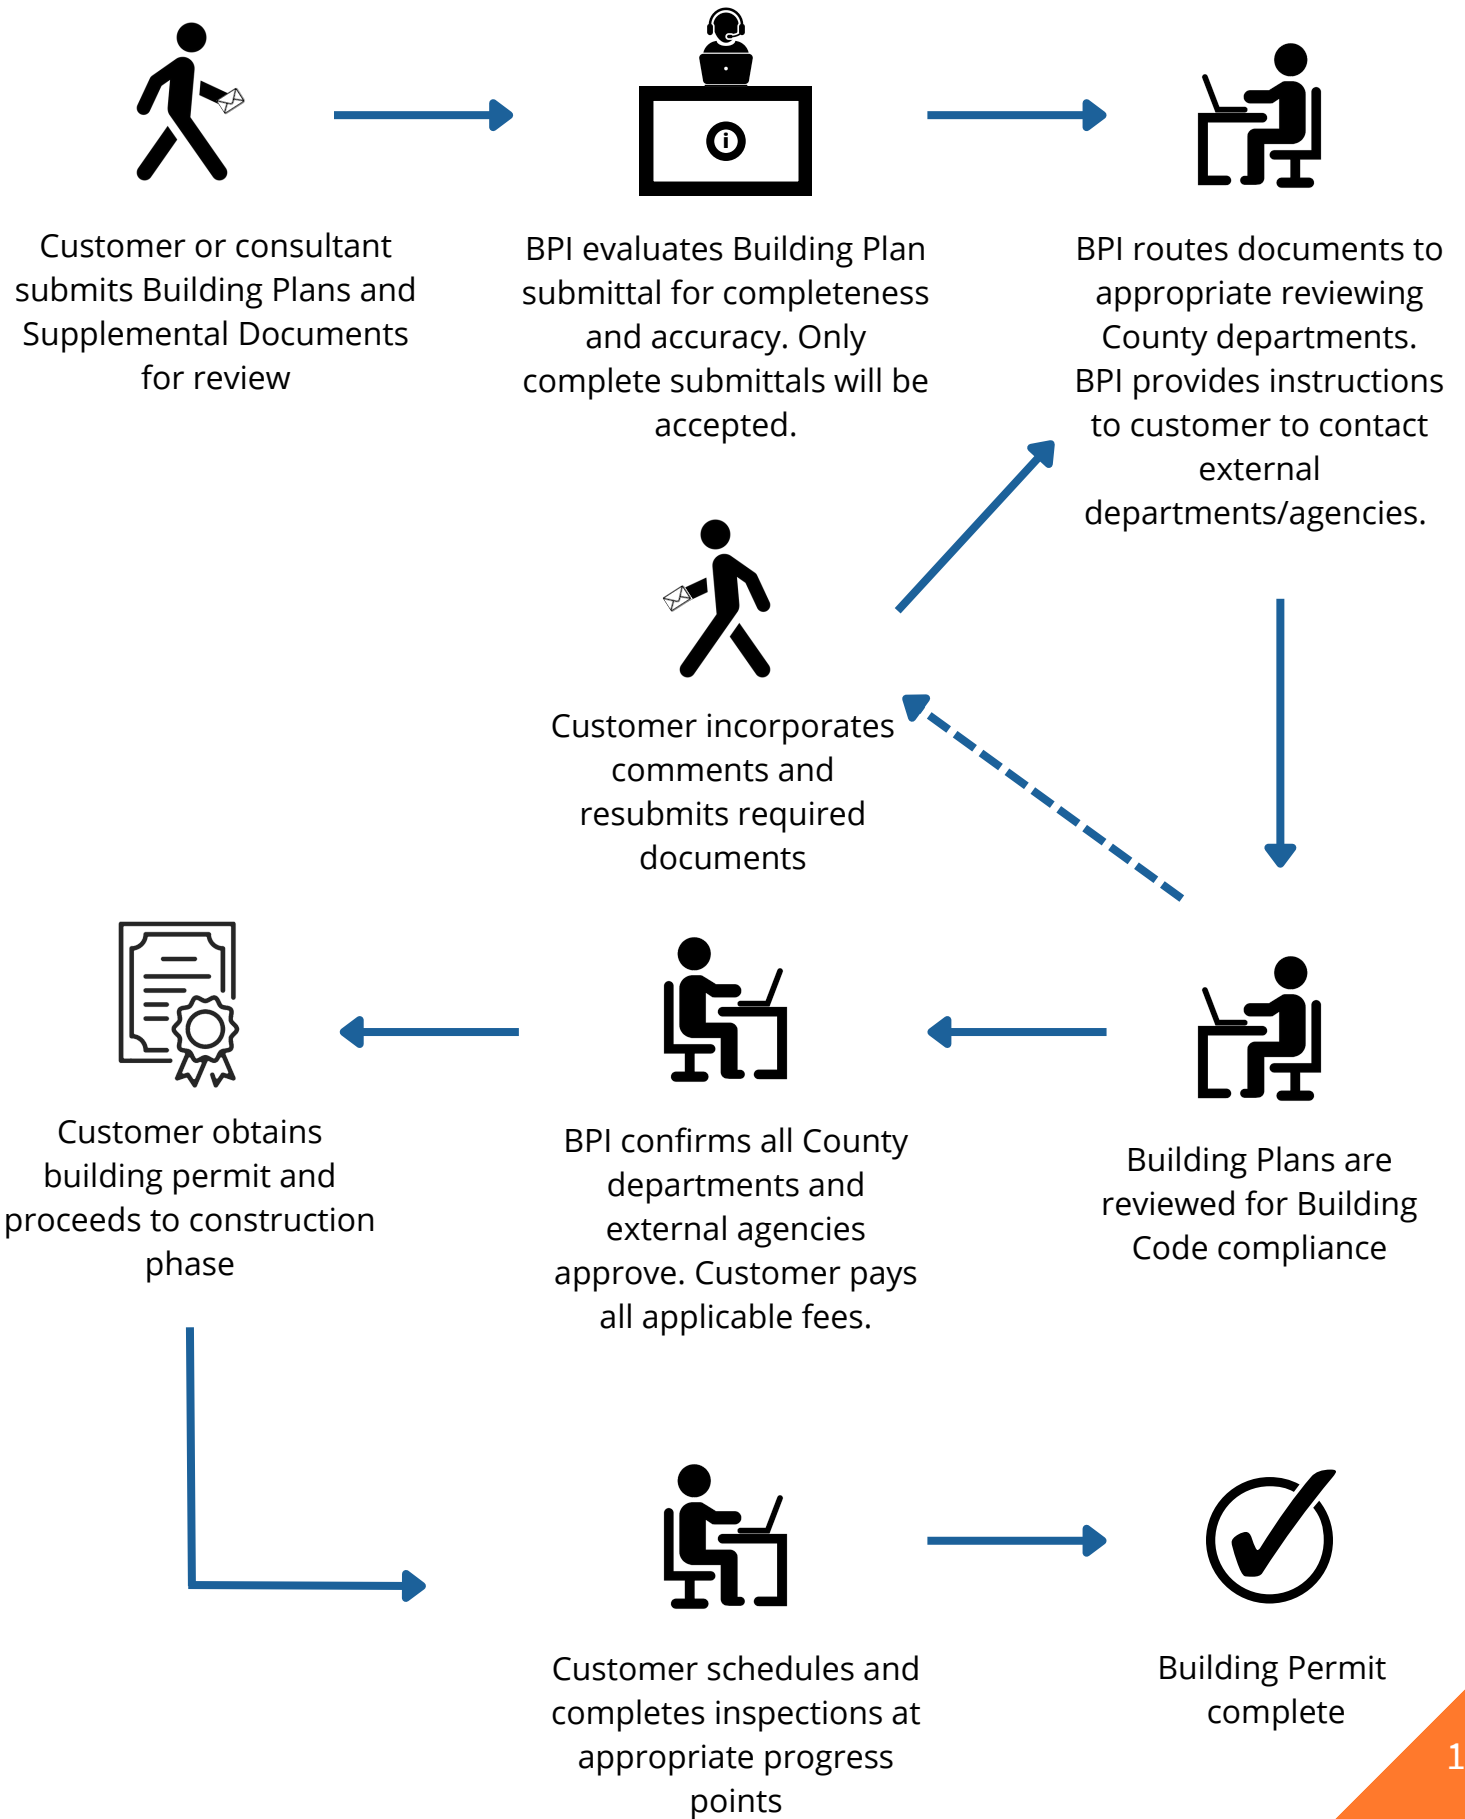 i
Customer or consultant
submits Building Plans and
Supplemental Documents
for review
BPI evaluates Building Plan
submittal for completeness
and accuracy. Only
complete submittals will be
accepted.
BPI routes documents to
appropriate reviewing
County departments.
BPI provides instructions
to customer to contact
external
departments/agencies.
Customer incorporates
comments and
resubmits required
documents
Building Plans are
reviewed for Building
Code compliance
BPI confirms all County
departments and
external agencies
approve. Customer pays
all applicable fees.
Customer obtains
building permit and
proceeds to construction
phase
Customer schedules and
completes inspections at
appropriate progress
points
Building Permit
complete
1